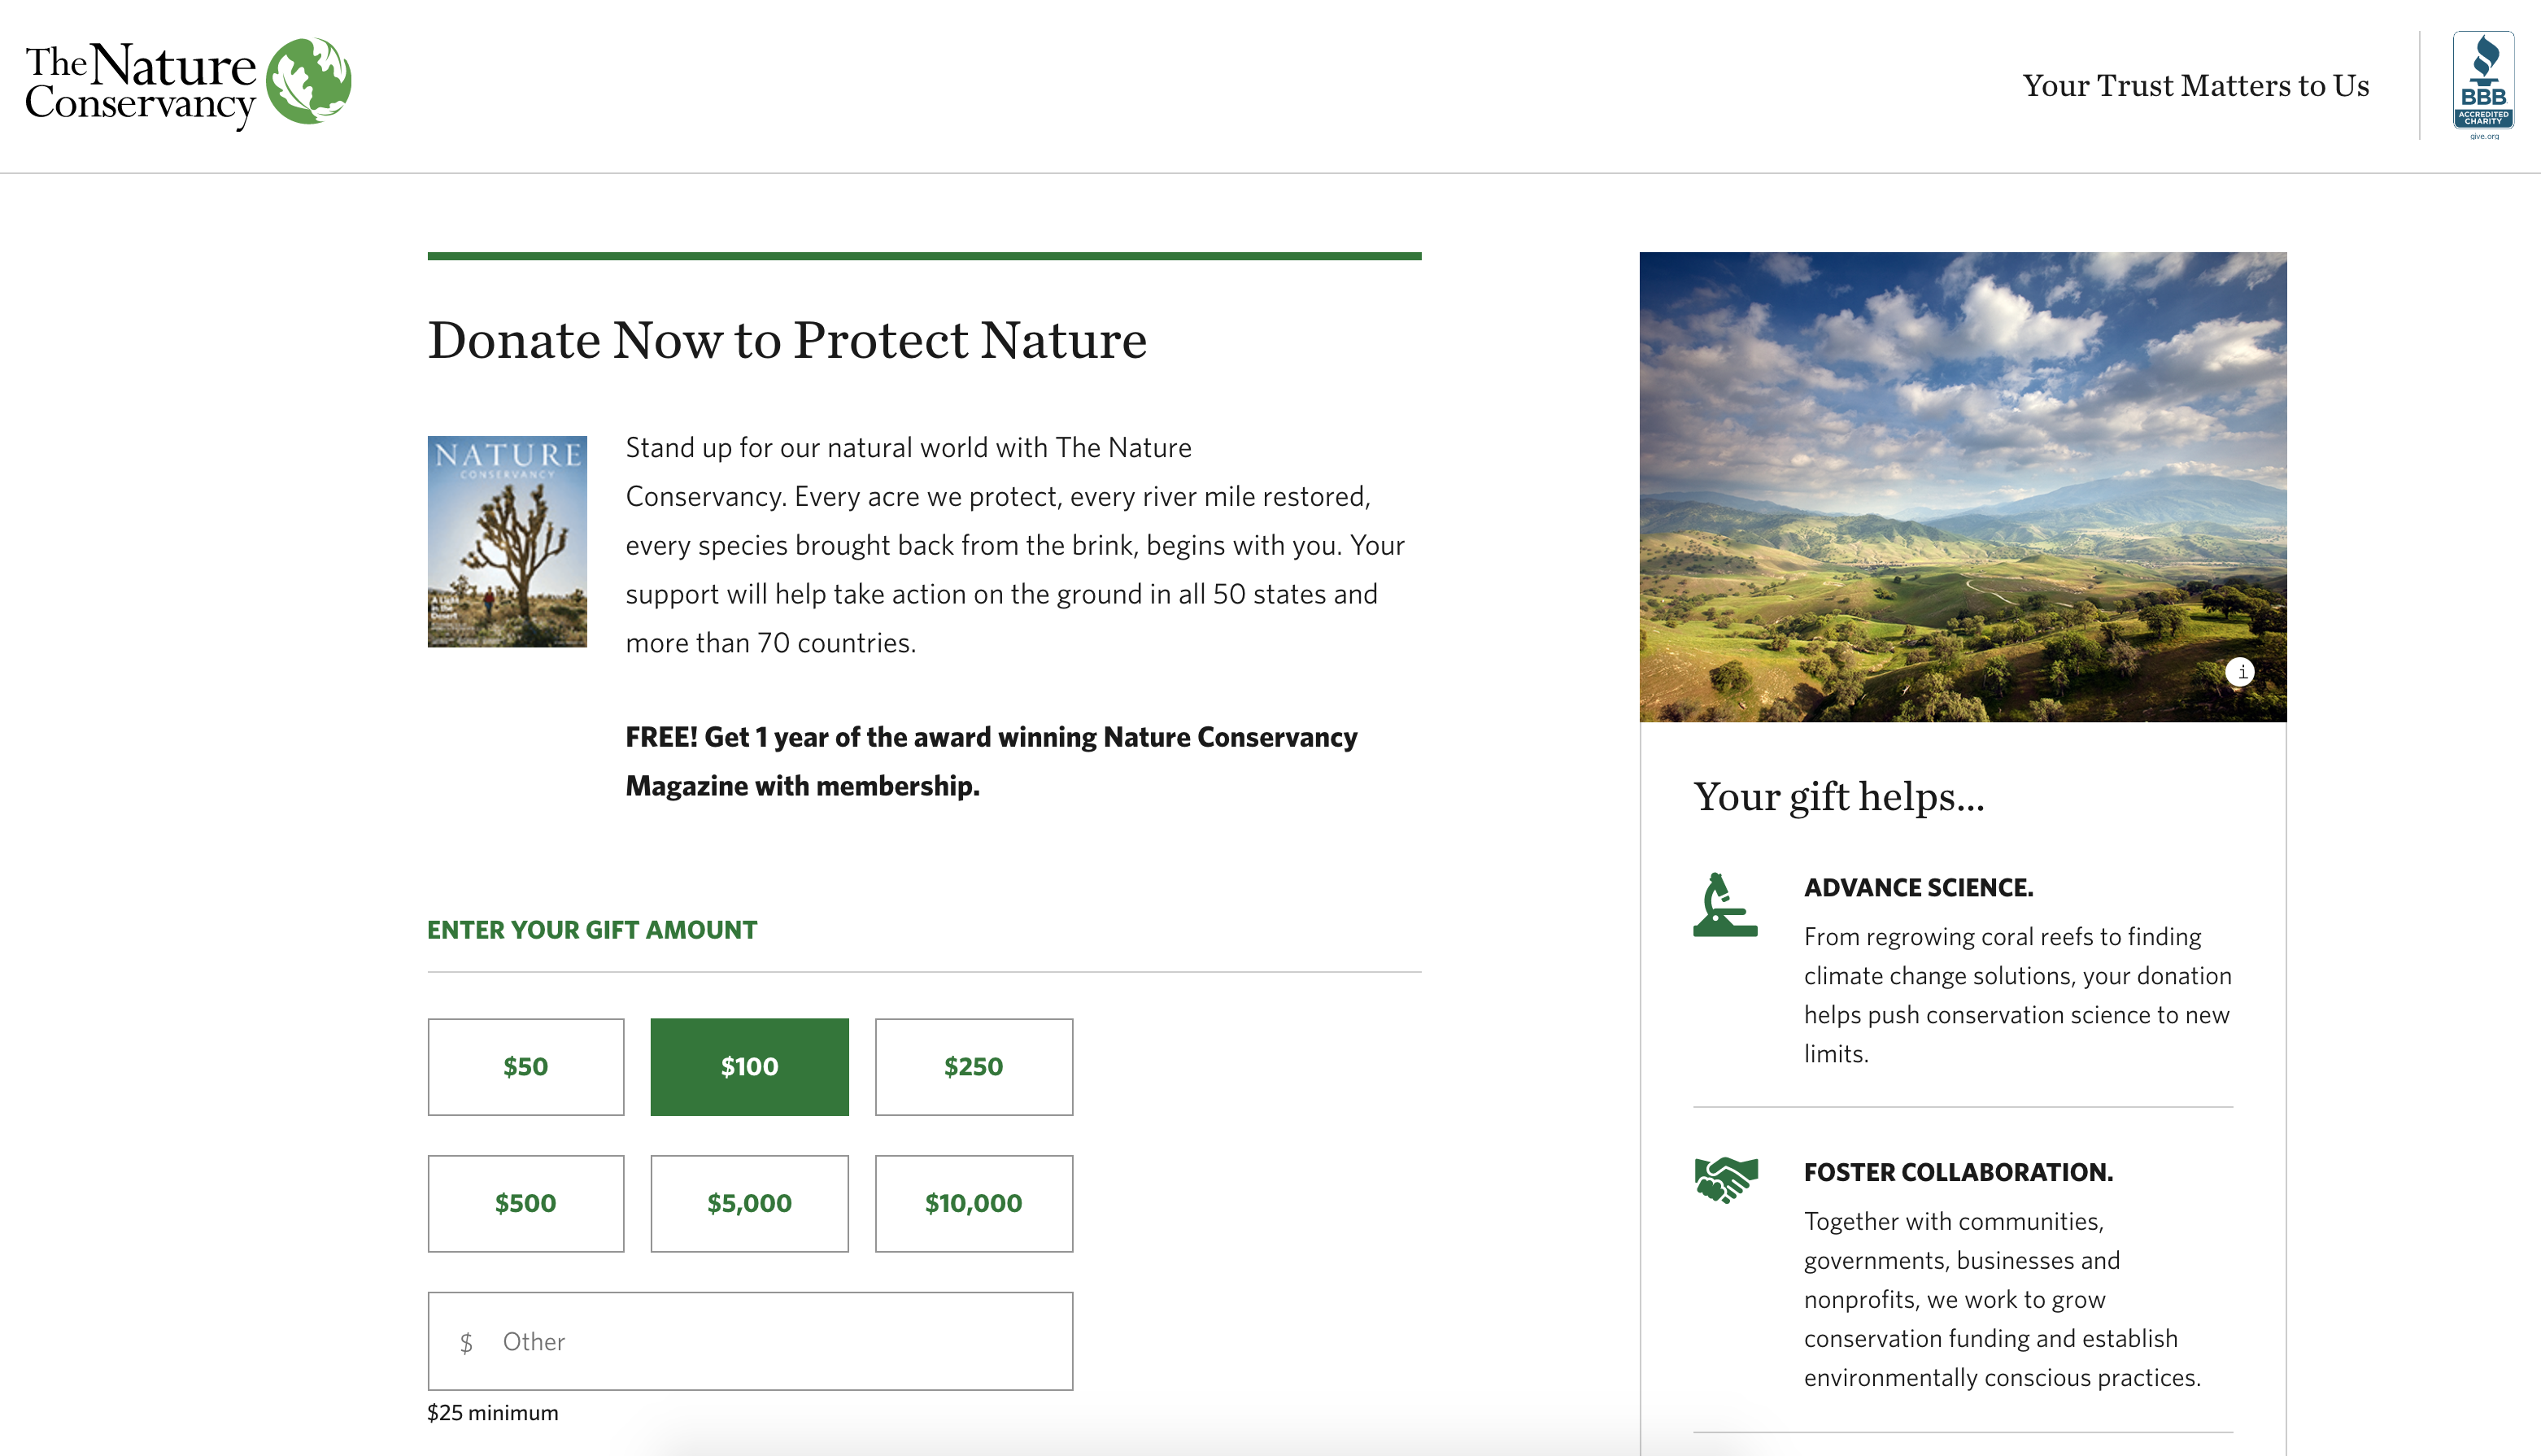 The Nature
Conservancy
Your Trust Matters to Us
BBB
ACCREDITED
CHARITY
give.org
Donate Now to Protect Nature
NATURE
CONSERVANCY
A Light
in the
Desert
Stand up for our natural world with The Nature
Conservancy. Every acre we protect, every river mile restored,
every species brought back from the brink, begins with you. Your
support will help take action on the ground in all 50 states and
more than 70 countries.
FREE! Get 1 year of the award winning Nature Conservancy
Magazine with membership.
ENTER YOUR GIFT AMOUNT
$50
$100
$250
$500
$5,000
$10,000
$ Other
$25 minimum
i
Your gift helps...
ADVANCE SCIENCE.
From regrowing coral reefs to finding
climate change solutions, your donation
helps push conservation science to new
limits.
FOSTER COLLABORATION.
Together with communities,
governments, businesses and
nonprofits, we work to grow
conservation funding and establish
environmentally conscious practices.